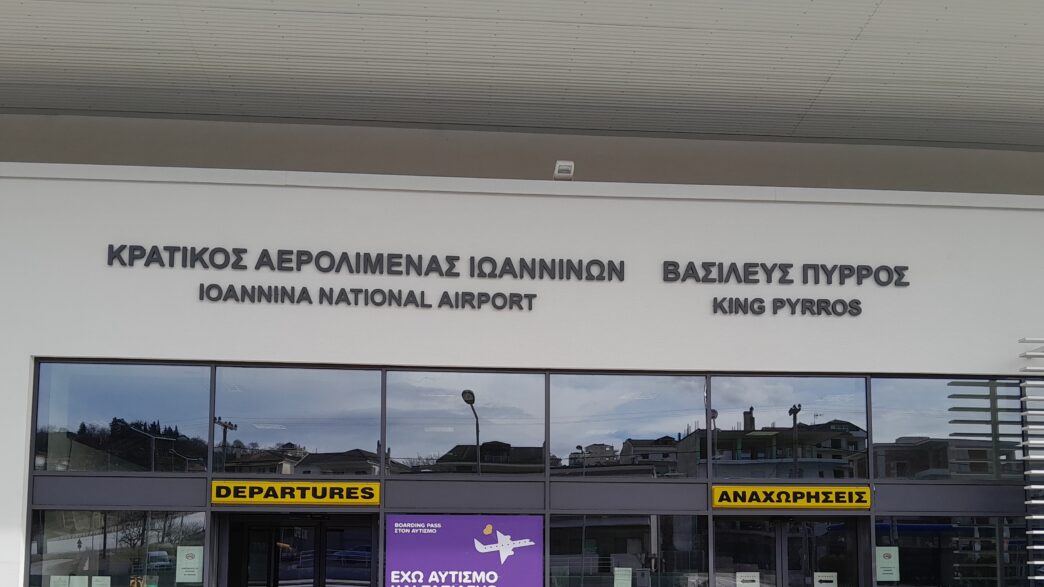 ΚΡΑΤΙΚΟΣ ΑΕΡΟΛΙΜΕΝΑΣ ΙΩΑΝΝΙΝΩΝ
IOANNINA NATIONAL AIRPORT
ΒΑΣΙΛΕΥΣ ΠΥΡΡΟΣ
KING PYRROS
DEPARTURES
ΑΝΑΧΩΡΗΣΕΙΣ
BOARDING PASS
ΣΤΟΝ ΑΥΤΙΣΜΟ
ΕΧΩ ΑΥΤΙΣΜΟ